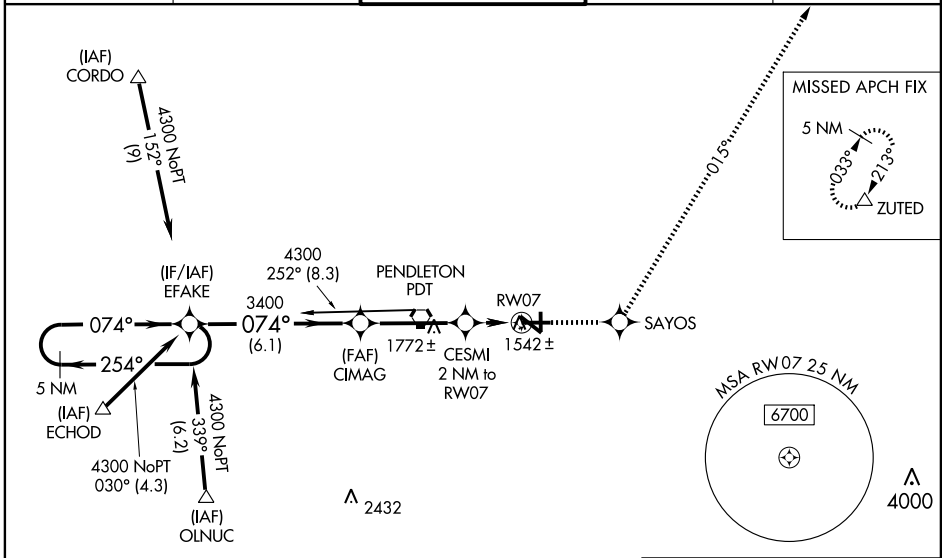 (IAF)
CORDO
4300 NoPT
152°
(9)
015°
MISSED APCH FIX
5 NM
033°
213°
ZUTED
(IF/IAF)
EFAKE
4300
252° (8.3)
PENDLETON
PDT
RW07
3400
074°
074°
(6.1)
SAYOS
1772±
1542±
254°
(FAF)
CIMAG
CESMI
2 NM to
RW07
5 NM
(IAF)
ECHOD
4300 NoPT
339°
(6.2)
4300 NoPT
030° (4.3)
(IAF)
OLNUC
2432
MSA RW07 25 NM
6700
4000